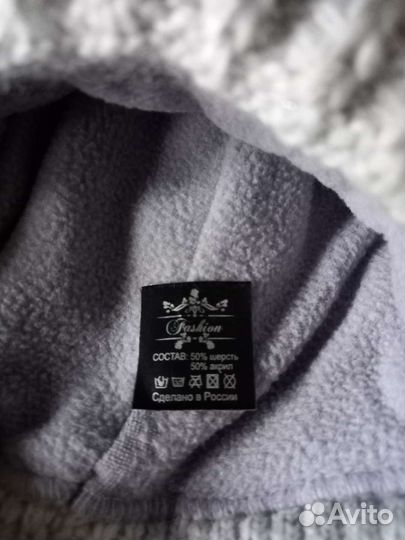 Fashion
СОСТАВ: 50% шерсть
50% акрил
Сделано в России
Avito